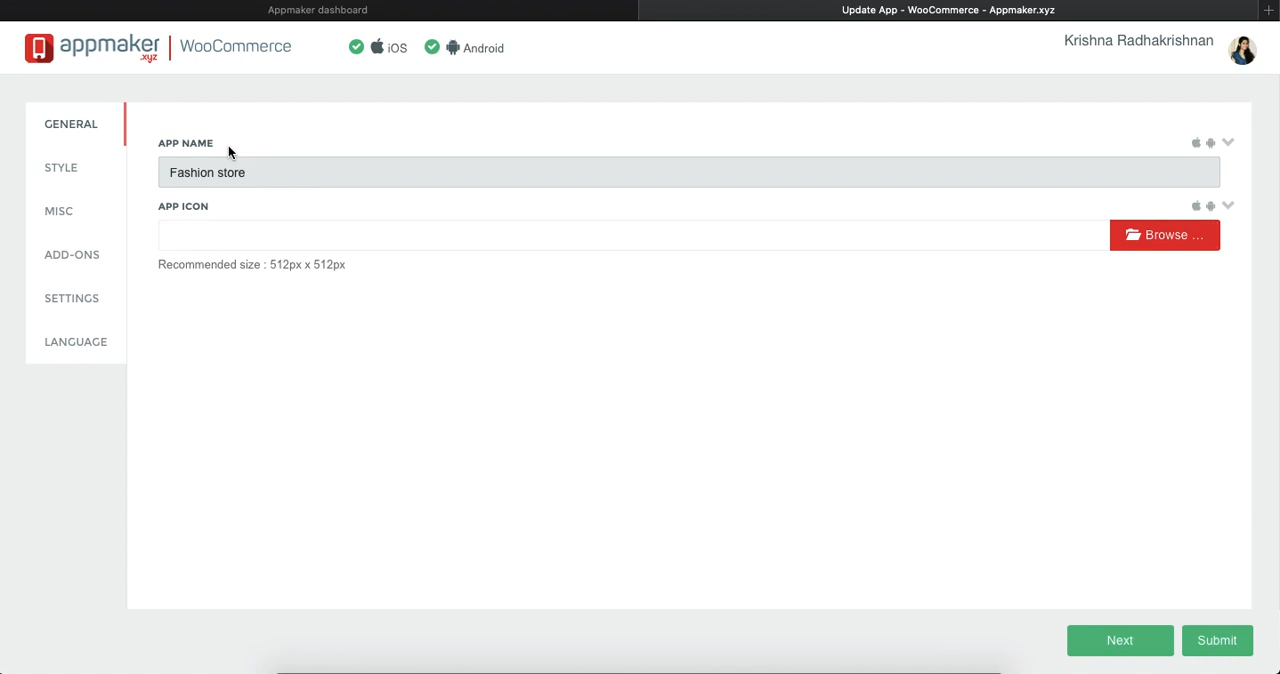 Appmaker dashboard
Update App - WooCommerce - Appmaker.xyz
appmaker
.xyz
WooCommerce
iOS
Android
Krishna Radhakrishnan
GENERAL
STYLE
MISC
ADD-ONS
SETTINGS
LANGUAGE
APP NAME
Fashion store
APP ICON
Browse ...
Recommended size : 512px x 512px
Next
Submit